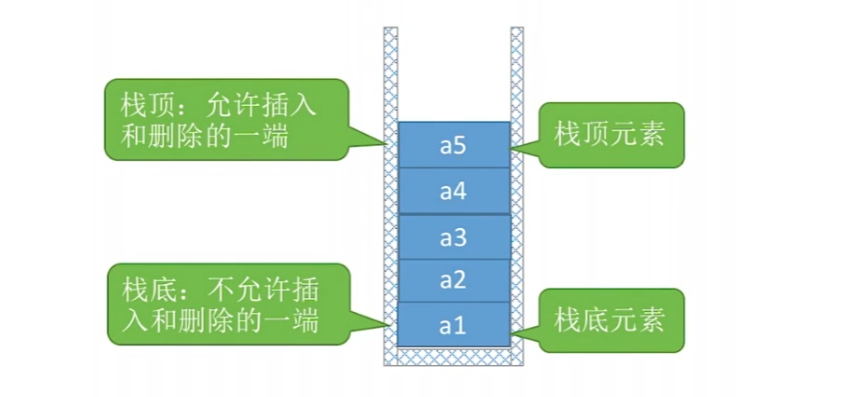 栈顶：允许插入
和删除的一端
a5
栈顶元素
a4
a3
a2
栈底：不允许插
入和删除的一端
a1
栈底元素